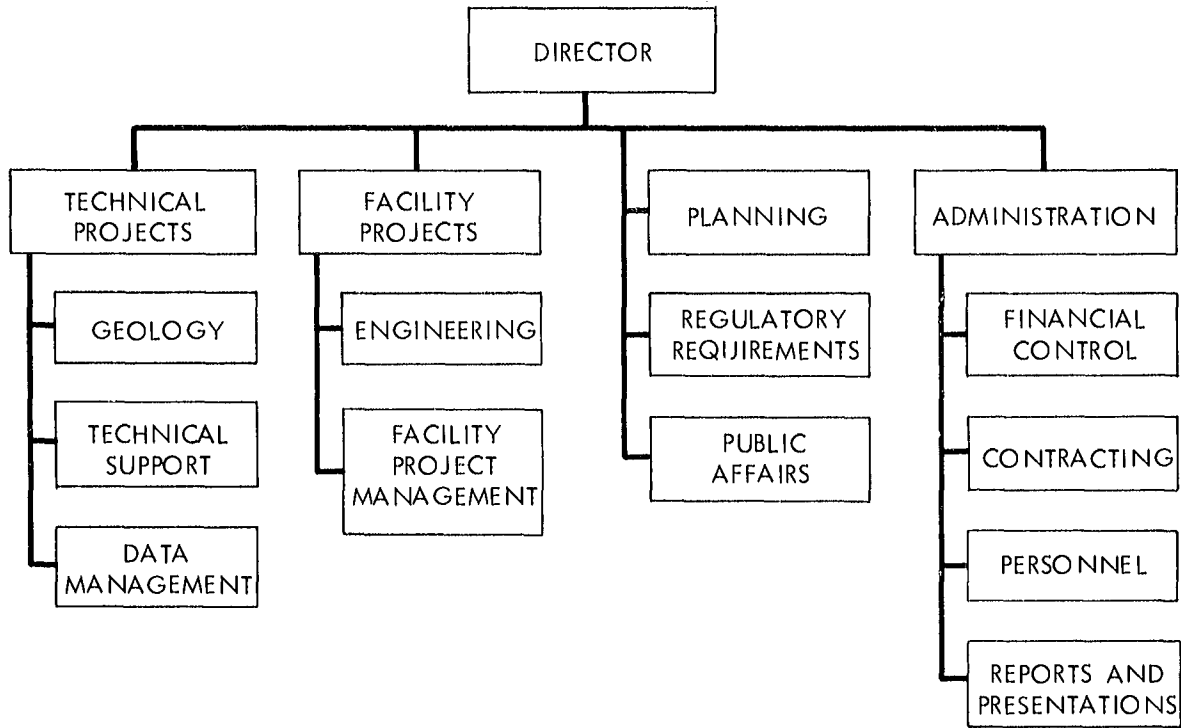 DIRECTOR
TECHNICAL
PROJECTS
GEOLOGY
TECHNICAL
SUPPORT
DATA
MANAGEMENT
FACILITY
PROJECTS
ENGINEERING
FACILITY
PROJECT
MANAGEMENT
PLANNING
REGULATORY
REQIJIREMENTS
PUBLIC
AFFAIRS
ADMINISTRATION
FINANCIAL
CONTROL
CONTRACTING
PERSONNEL
REPORTS AND
PRESENTATIONS